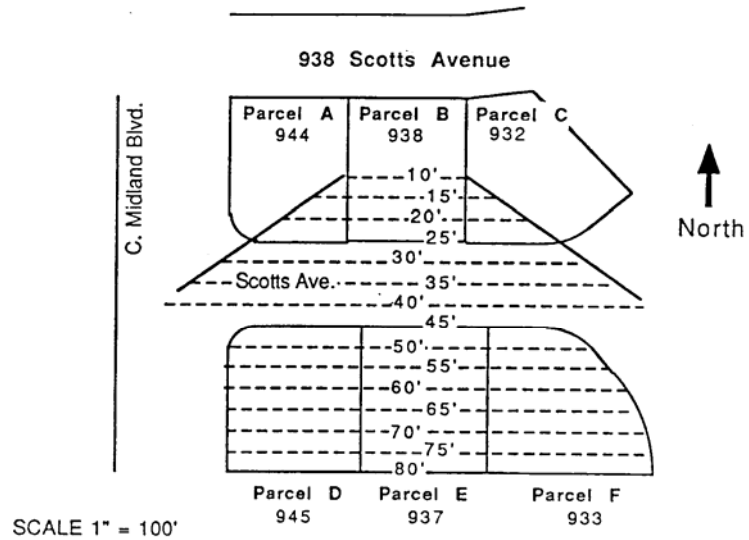 938 Scotts Avenue
C. Midland Blvd.
Parcel A
944
Parcel B
938
Parcel C
932
North
10'
15'
20'
25'
30'
Scotts Ave.
35'
40'
45'
50'
55'
60'
65'
70'
75'
80'
Parcel D
945
Parcel E
937
Parcel F
933
SCALE 1" = 100'